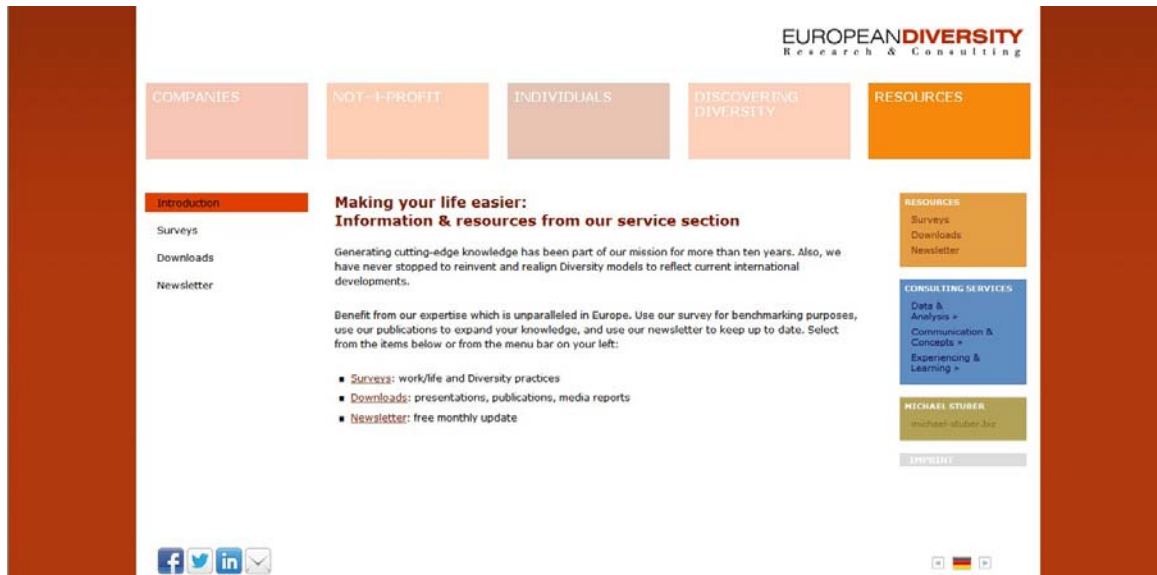 EUROPEANDIVERSITY
Research & Consulting
COMPANIES
NOT-4-PROFIT
INDIVIDUALS
DISCOVERING
DIVERSITY
RESOURCES
Introduction
Surveys
Downloads
Newsletter
Making your life easier:
Information & resources from our service section
Generating cutting-edge knowledge has been part of our mission for more than ten years. Also, we
have never stopped to reinvent and realign Diversity models to reflect current international
developments.
Benefit from our expertise which is unparalleled in Europe. Use our survey for benchmarking purposes,
use our publications to expand your knowledge, and use our newsletter to keep up to date. Select
from the items below or from the menu bar on your left:
Surveys: work/life and Diversity practices
Downloads: presentations, publications, media reports
Newsletter: free monthly update
RESOURCES
Surveys
Downloads
Newsletter
CONSULTING SERVICES
Data &
Analysis »
Communication &
Concepts »
Experiencing &
Learning »
MICHAEL STUBER
michael-stuber.biz
IMPRINT